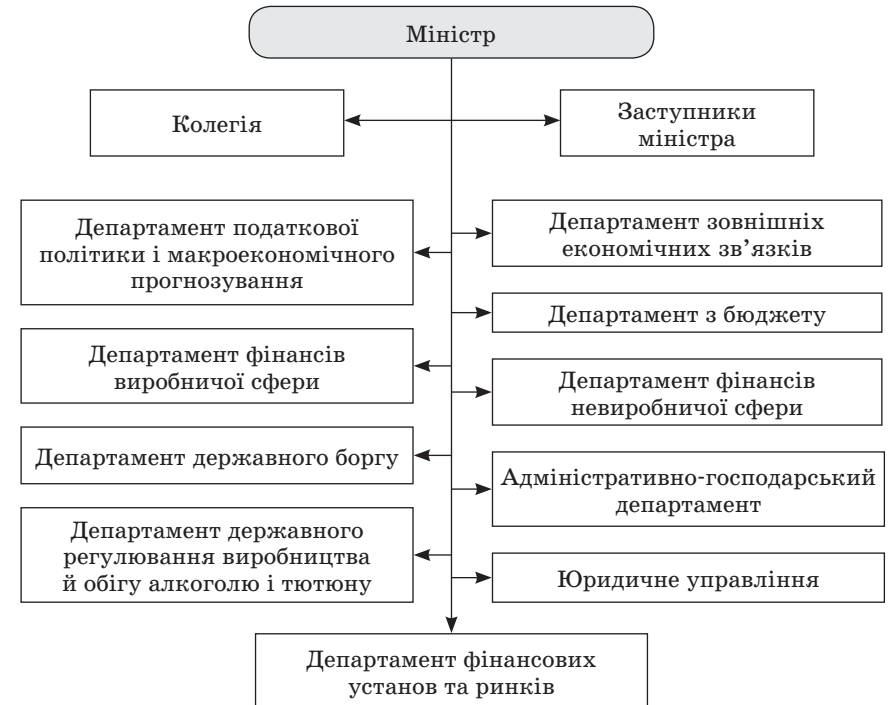 Міністр
Колегія
Заступники
міністра
Департамент податкової
політики і макроекономічного
прогнозування
Департамент зовнішніх
економічних зв’язків
Департамент з бюджету
Департамент фінансів
виробничої сфери
Департамент фінансів
невиробничої сфери
Департамент державного боргу
Адміністративно-господарський
департамент
Департамент державного
регулювання виробництва
й обігу алкоголю і тютюну
Юридичне управління
Департамент фінансових
установ та ринків